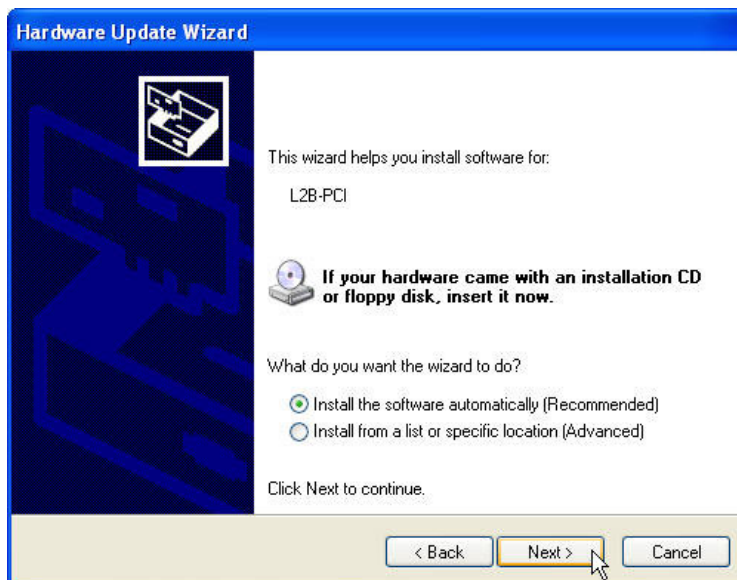 Hardware Update Wizard
This wizard helps you install software for:
L2B-PCI
If your hardware came with an installation CD
or floppy disk, insert it now.
What do you want the wizard to do?
Install the software automatically (Recommended)
Install from a list or specific location (Advanced)
Click Next to continue.
< Back Next > Cancel